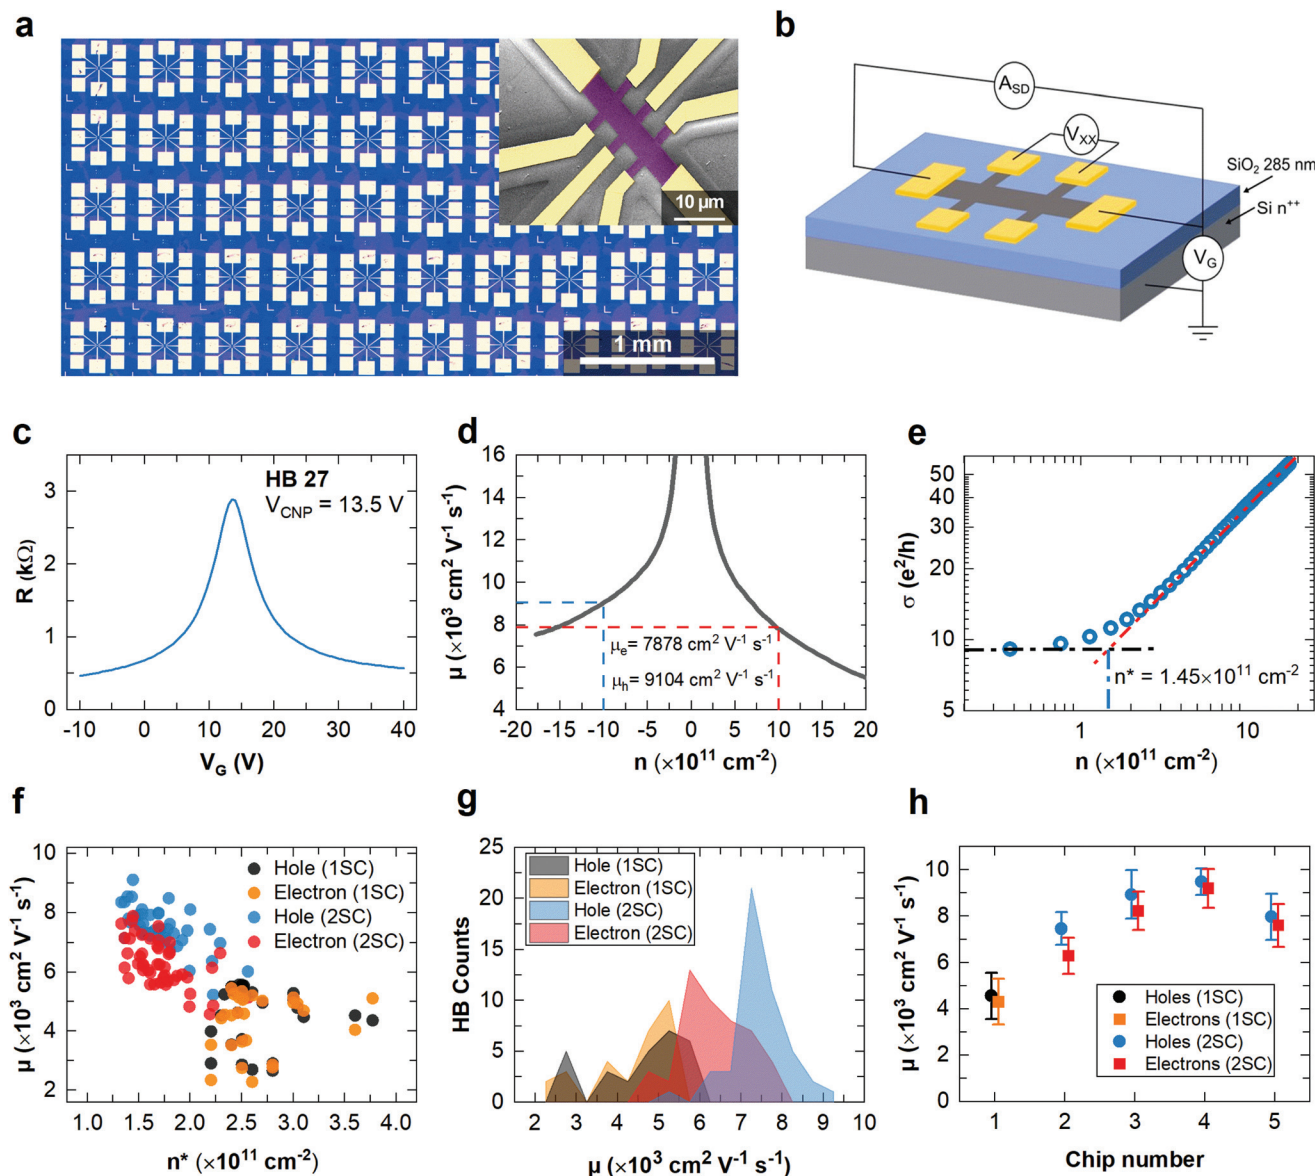 a
10 µm
1 mm
b
A_SD
V_XX
V_G
SiO₂ 285 nm
Si n⁺⁺
c
HB 27
V_CNP = 13.5 V
3
2
1
0
R (kΩ)
-10 0 10 20 30 40
V_G (V)
d
16
14
12
10
8
6
4
µ (×10³ cm² V⁻¹ s⁻¹)
µₑ = 7878 cm² V⁻¹ s⁻¹
µₕ = 9104 cm² V⁻¹ s⁻¹
-20 -15 -10 -5 0 5 10 15 20
n (×10¹¹ cm⁻²)
e
50
40
30
20
10
5
σ (e²/h)
n* = 1.45×10¹¹ cm⁻²
1 10
n (×10¹¹ cm⁻²)
f
10
8
6
4
2
µ (×10³ cm² V⁻¹ s⁻¹)
Hole (1SC)
Electron (1SC)
Hole (2SC)
Electron (2SC)
1.0 1.5 2.0 2.5 3.0 3.5 4.0
n* (×10¹¹ cm⁻²)
g
25
20
15
10
5
0
HB Counts
Hole (1SC)
Electron (1SC)
Hole (2SC)
Electron (2SC)
2 3 4 5 6 7 8 9 10
µ (×10³ cm² V⁻¹ s⁻¹)
h
10
8
6
4
2
0
µ (×10³ cm² V⁻¹ s⁻¹)
Holes (1SC)
Electrons (1SC)
Holes (2SC)
Electrons (2SC)
1 2 3 4 5
Chip number